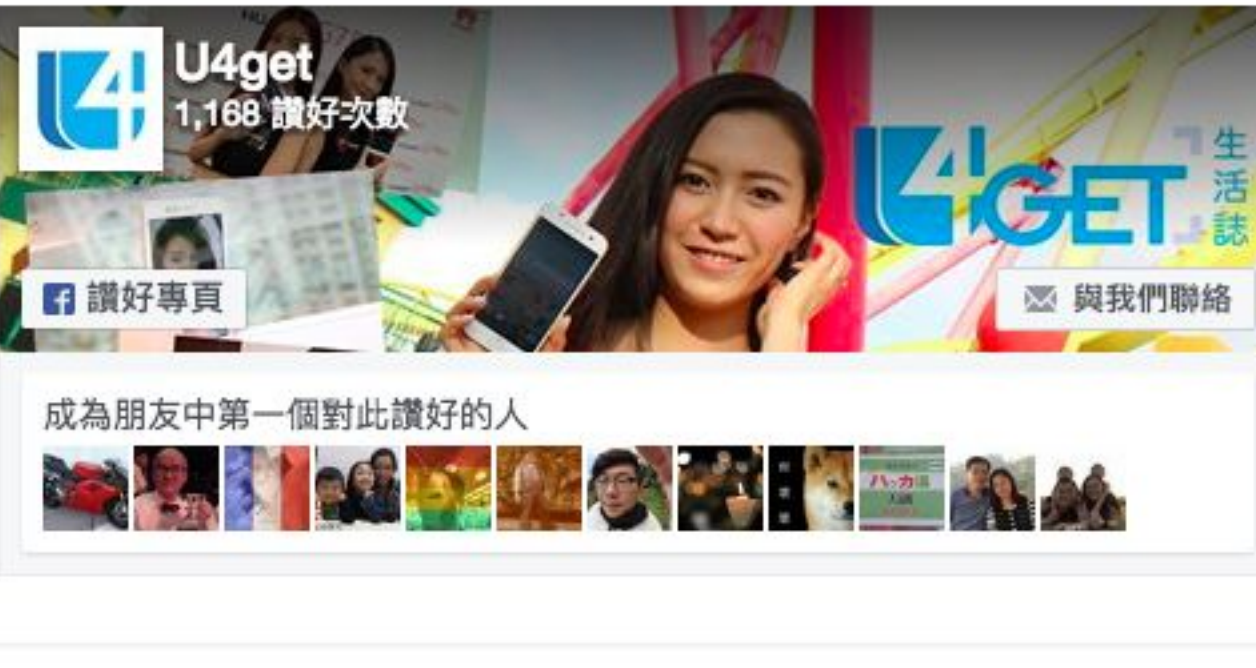 U4get
1,168 讚好次數
U4GET
生活誌
讚好專頁
與我們聯絡
成為朋友中第一個對此讚好的人